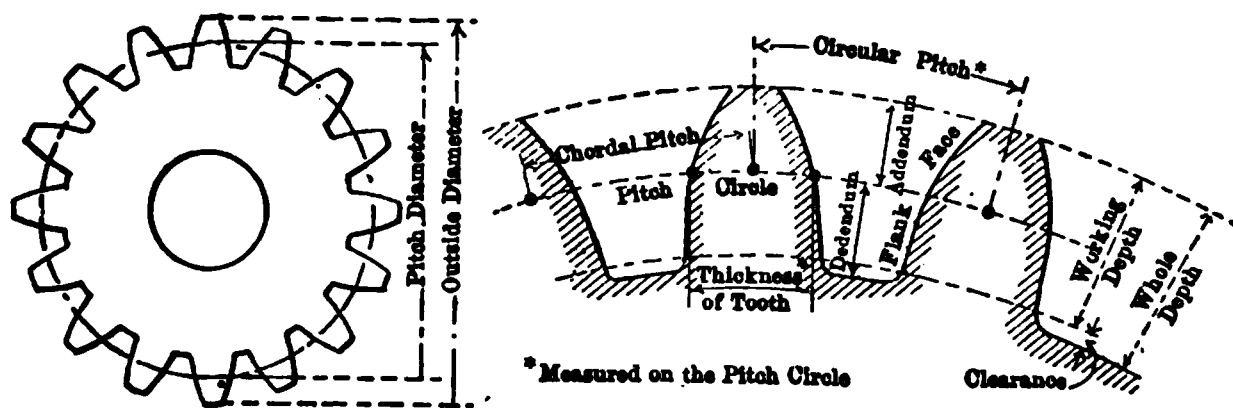 Pitch Diameter
Outside Diameter
Circular Pitch*
Chordal Pitch
Pitch Circle
Addendum
Dedendum
Face
Flank
Thickness*
of Tooth
Working
Depth
Whole
Depth
Clearance
*Measured on the Pitch Circle